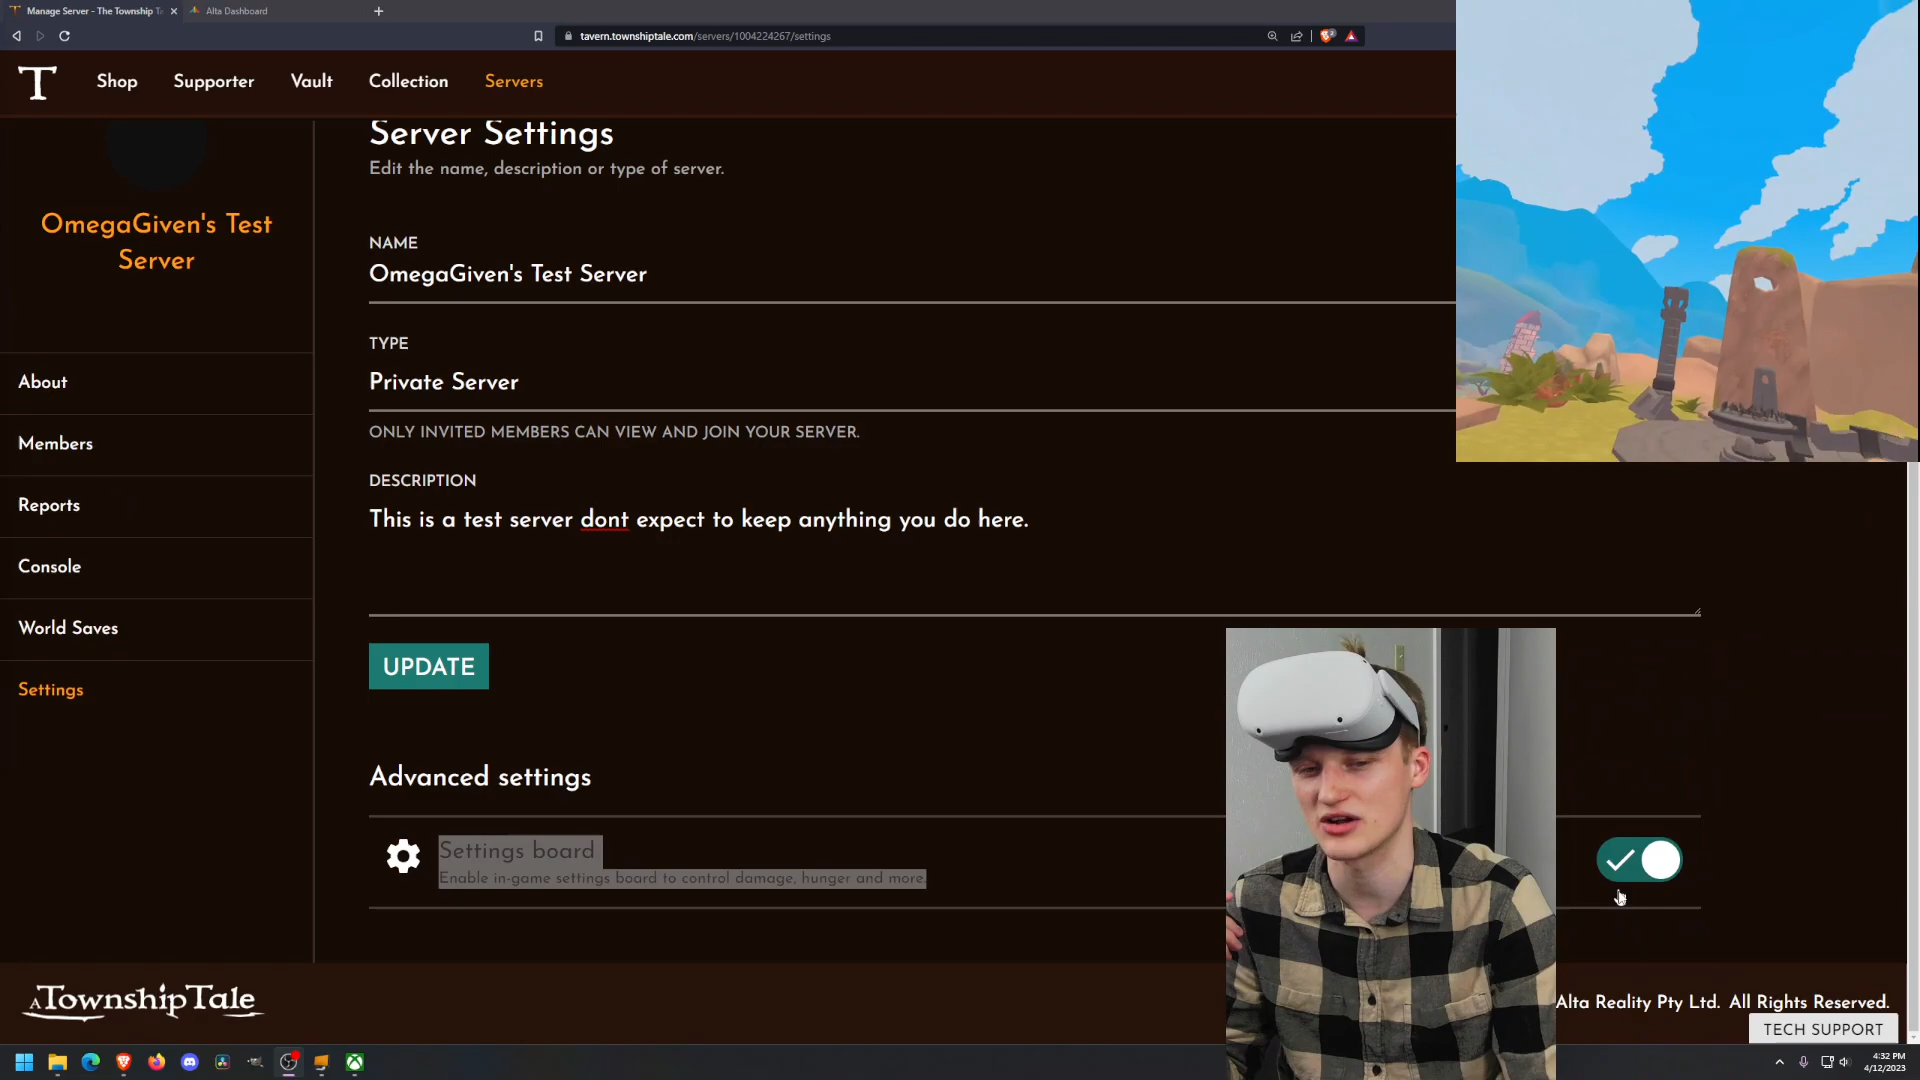 Manage Server - The Township T
Alta Dashboard
tavern.townshiptale.com/servers/1004224267/settings
T
Shop
Supporter
Vault
Collection
Servers
OmegaGiven's Test
Server
About
Members
Reports
Console
World Saves
Settings
Server Settings
Edit the name, description or type of server.
NAME
OmegaGiven's Test Server
TYPE
Private Server
ONLY INVITED MEMBERS CAN VIEW AND JOIN YOUR SERVER.
DESCRIPTION
This is a test server dont expect to keep anything you do here.
UPDATE
Advanced settings
Settings board
Enable in-game settings board to control damage, hunger and more.
A Township Tale
Alta Reality Pty Ltd. All Rights Reserved.
TECH SUPPORT
4:32 PM
4/12/2023